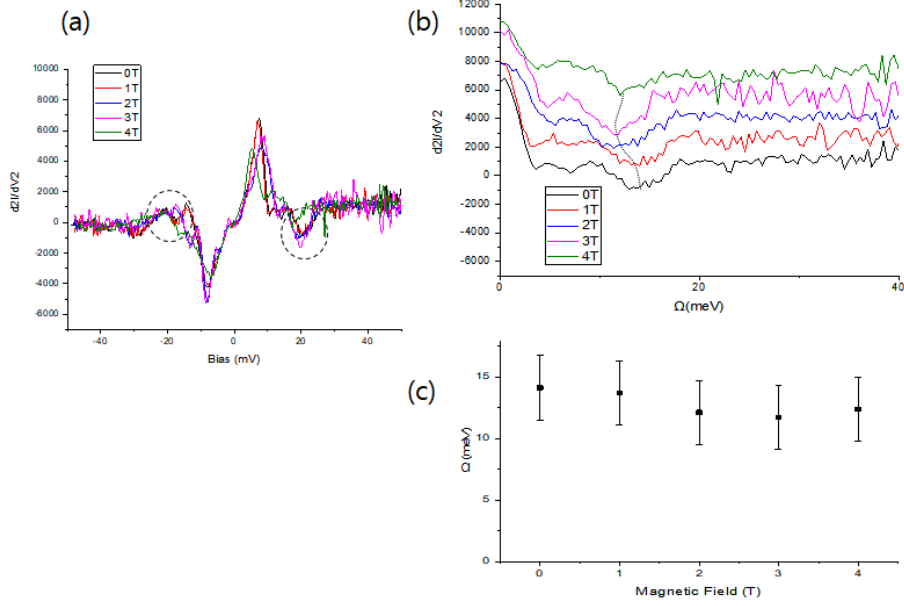 (a)
d2I/dV2
10000
8000
6000
4000
2000
0
-2000
-4000
-6000
0T
1T
2T
3T
4T
-40
-20
0
20
40
Bias (mV)
(b)
d2I/dV2
12000
10000
8000
6000
4000
2000
0
-2000
-4000
-6000
0T
1T
2T
3T
4T
0
20
40
Ω(meV)
(c)
Ω (meV)
15
10
5
0
0
1
2
3
4
Magnetic Field (T)